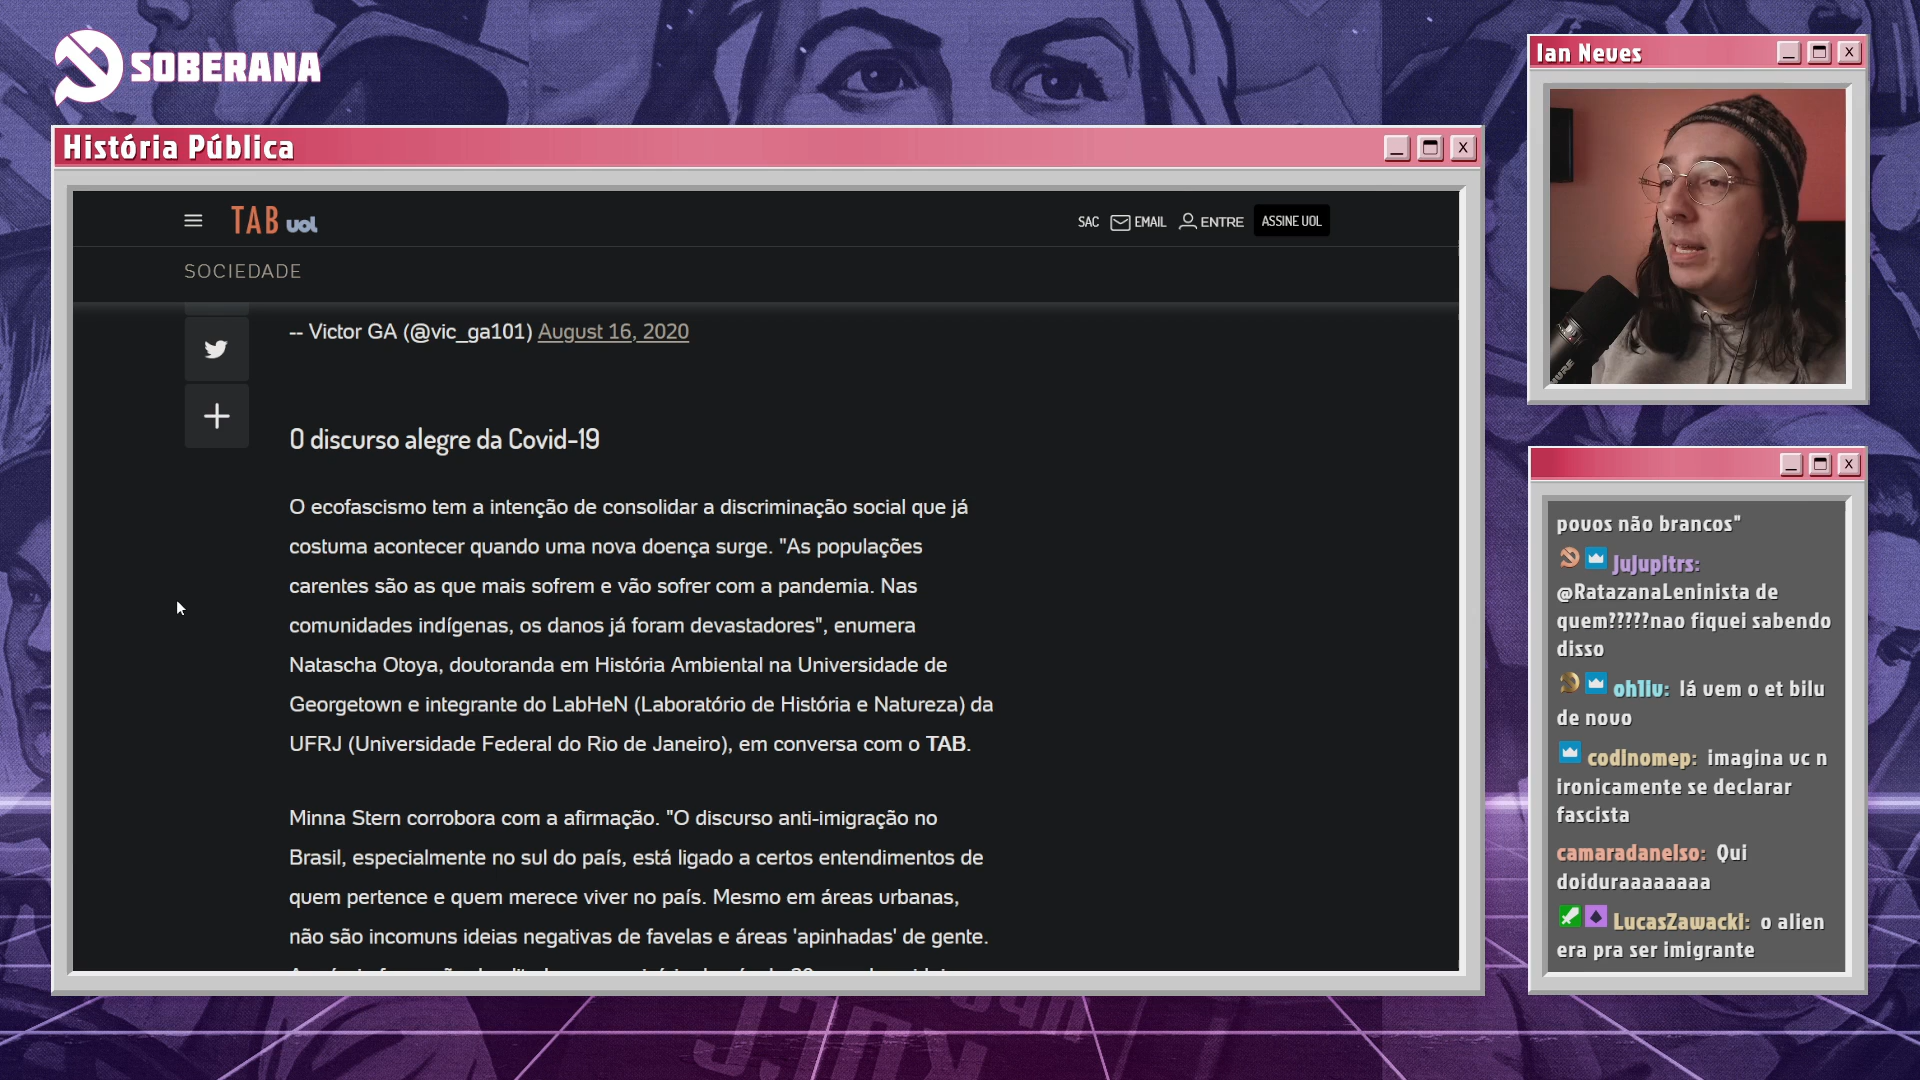 SOBERANA
História Pública
TAB uol
SAC EMAIL ENTRE ASSINE UOL
SOCIEDADE
-- Victor GA (@vic_ga101) August 16, 2020
O discurso alegre da Covid-19
O ecofascismo tem a intenção de consolidar a discriminação social que já
costuma acontecer quando uma nova doença surge. "As populações
carentes são as que mais sofrem e vão sofrer com a pandemia. Nas
comunidades indígenas, os danos já foram devastadores", enumera
Natascha Otoya, doutoranda em História Ambiental na Universidade de
Georgetown e integrante do LabHeN (Laboratório de História e Natureza) da
UFRJ (Universidade Federal do Rio de Janeiro), em conversa com o TAB.
Minna Stern corrobora com a afirmação. "O discurso anti-imigração no
Brasil, especialmente no sul do país, está ligado a certos entendimentos de
quem pertence e quem merece viver no país. Mesmo em áreas urbanas,
não são incomuns ideias negativas de favelas e áreas 'apinhadas' de gente.
Ian Neves
povos não brancos"
jujupitrs:
@RatazanaLeninista de
quem?????nao fiquei sabendo
disso
oh1iv: lá vem o et bilu
de novo
codinomep: imagina vc n
ironicamente se declarar
fascista
camaradanelso: Qui
doiduraaaaaaaa
LucasZawacki: o alien
era pra ser imigrante